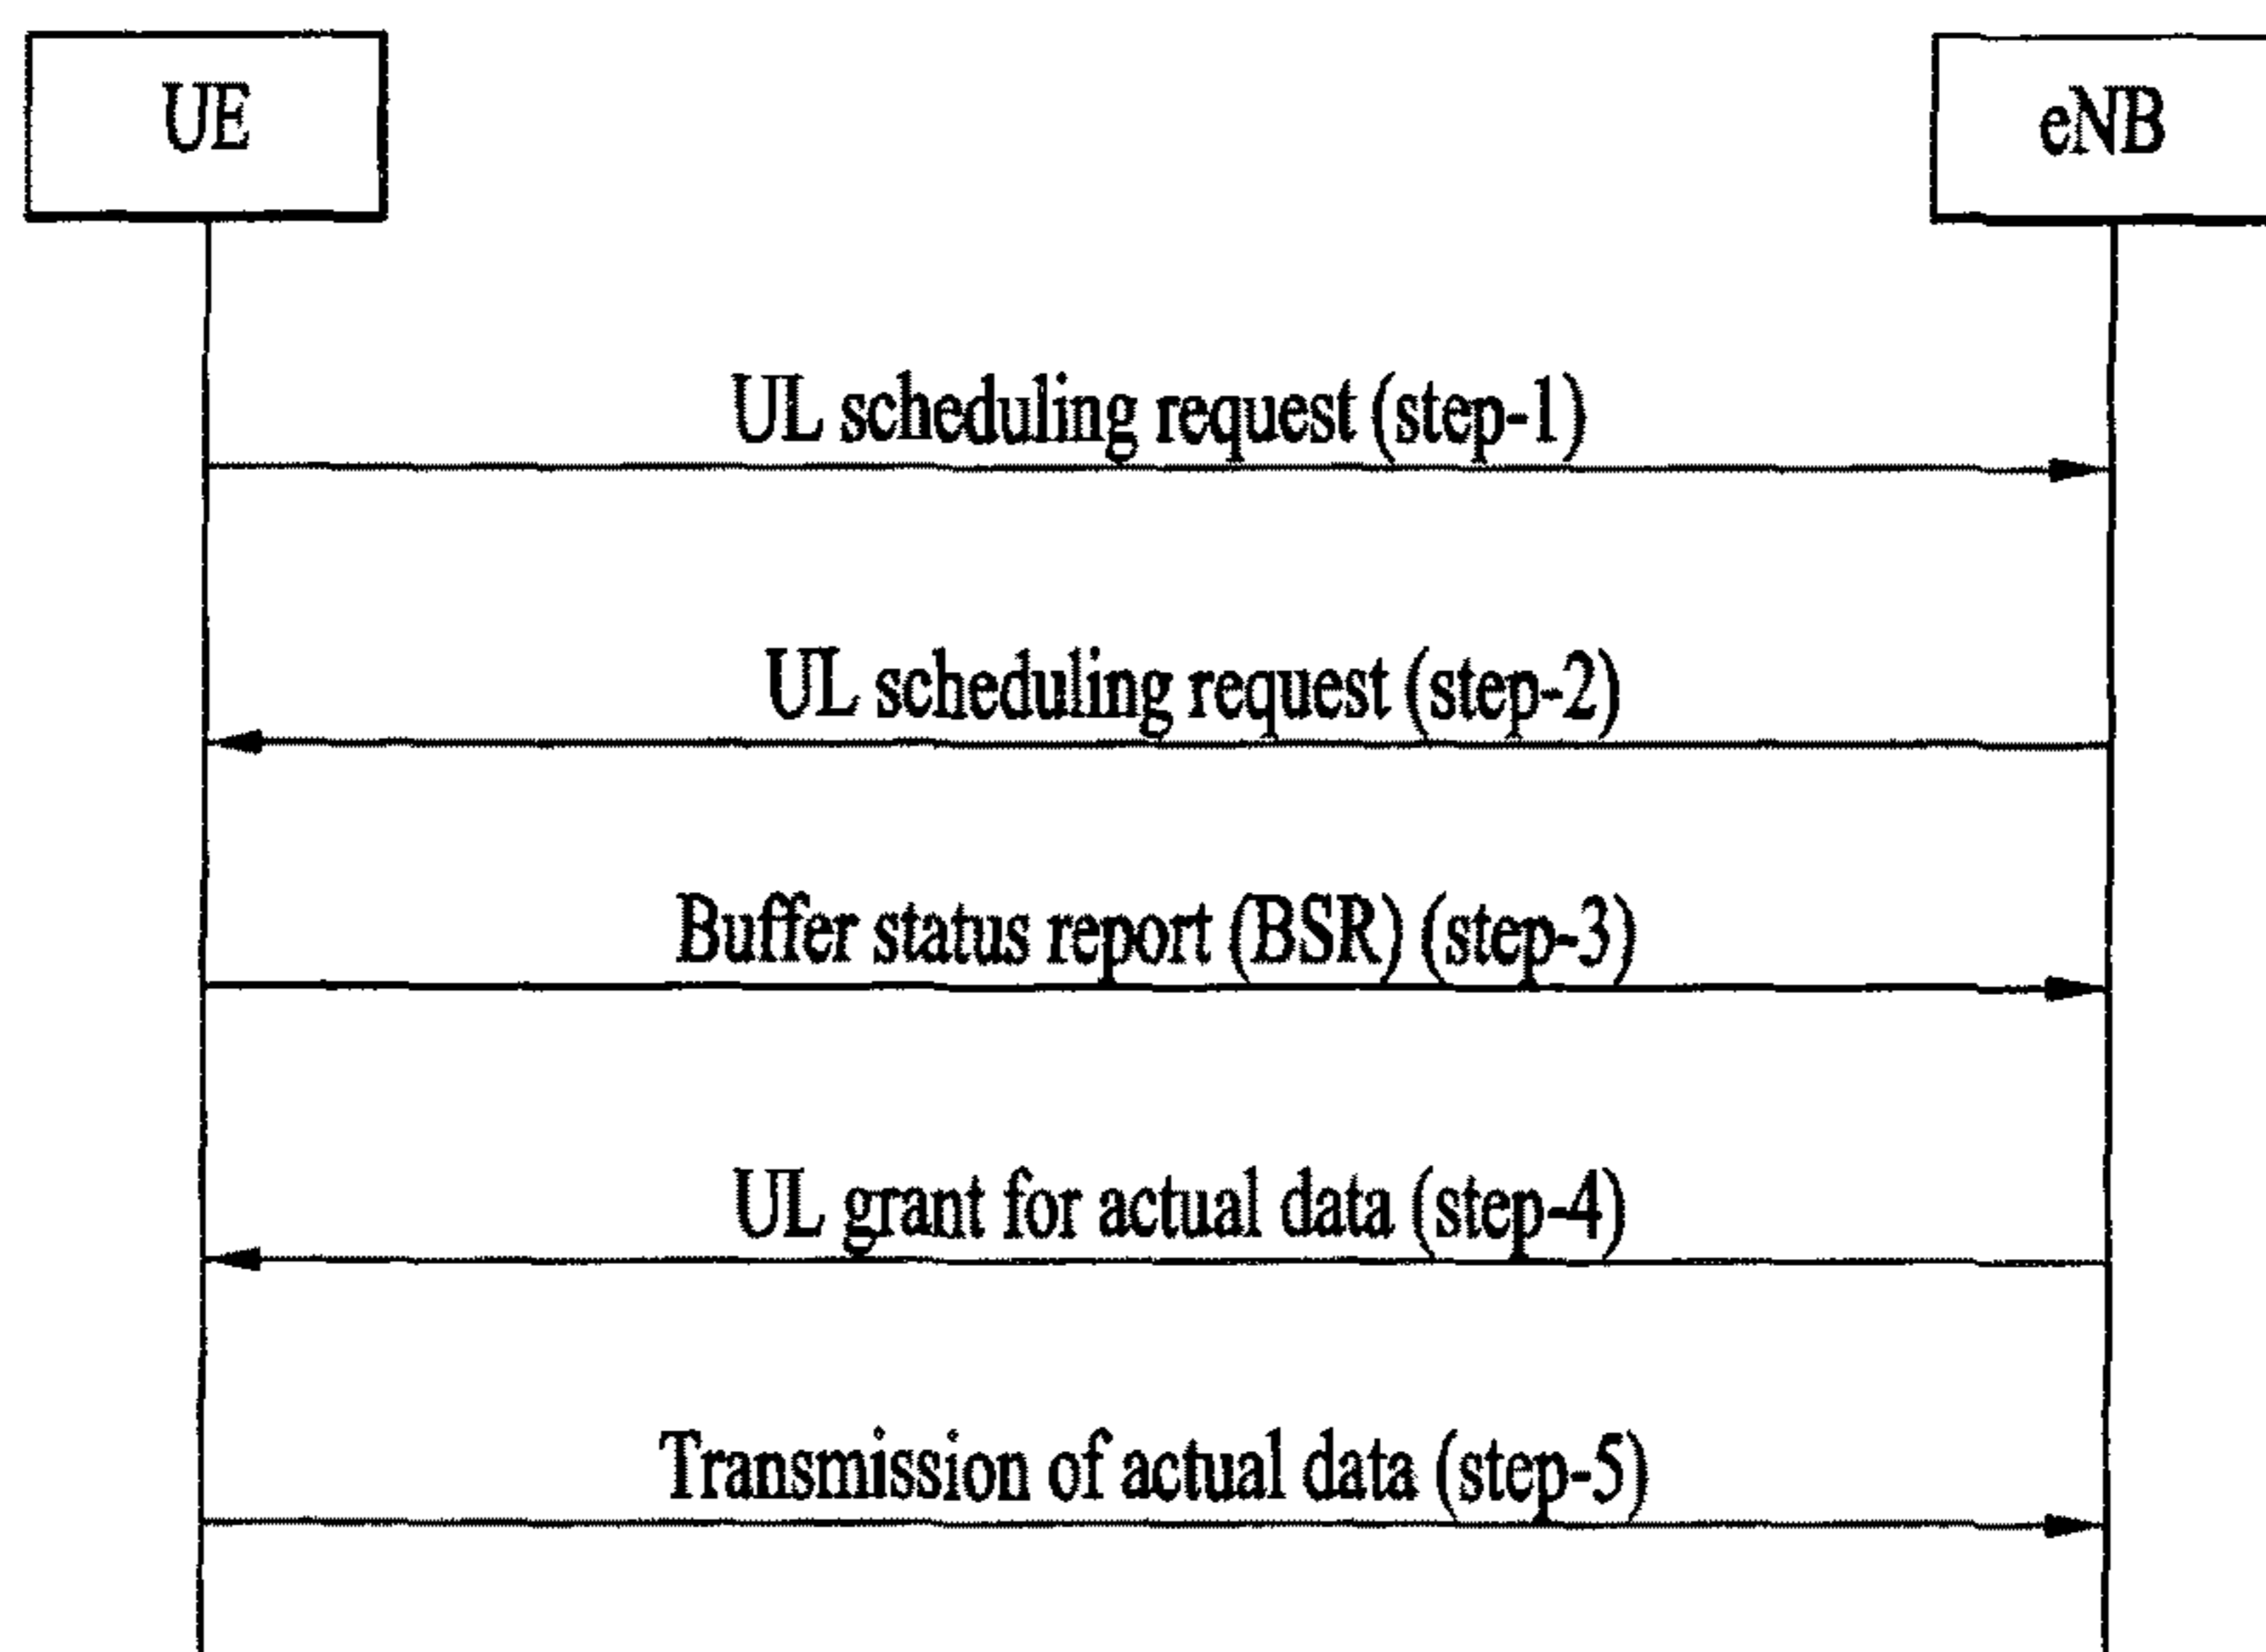 UE
eNB
UL scheduling request (step-1)
UL scheduling request (step-2)
Buffer status report (BSR) (step-3)
UL grant for actual data (step-4)
Transmission of actual data (step-5)